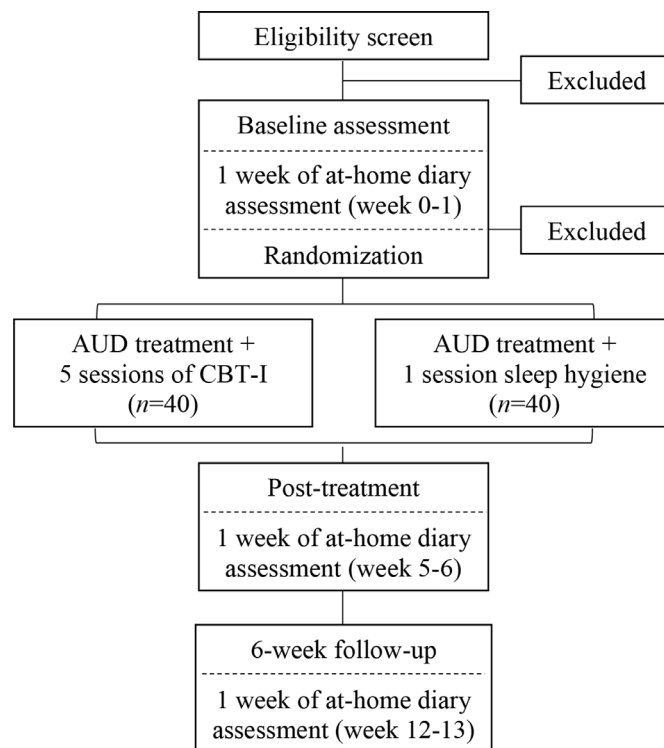 Eligibility screen
Excluded
Baseline assessment
1 week of at-home diary
assessment (week 0-1)
Excluded
Randomization
AUD treatment +
5 sessions of CBT-I
(n=40)
AUD treatment +
1 session sleep hygiene
(n=40)
Post-treatment
1 week of at-home diary
assessment (week 5-6)
6-week follow-up
1 week of at-home diary
assessment (week 12-13)